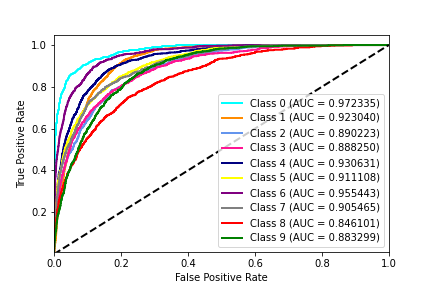 1.0
0.8
0.6
0.4
0.2
True Positive Rate
Class 0 (AUC = 0.972335)
Class 1 (AUC = 0.923040)
Class 2 (AUC = 0.890223)
Class 3 (AUC = 0.888250)
Class 4 (AUC = 0.930631)
Class 5 (AUC = 0.911108)
Class 6 (AUC = 0.955443)
Class 7 (AUC = 0.905465)
Class 8 (AUC = 0.846101)
Class 9 (AUC = 0.883299)
0.0 0.2 0.4 0.6 0.8 1.0
False Positive Rate